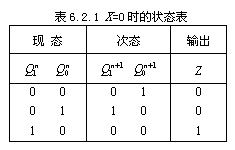 表6.2.1 X=0时的状态表
现 态 次态 输出
Q₁ⁿ Q₀ⁿ Q₁ⁿ⁺¹ Q₀ⁿ⁺¹ Z
0 0 0 1 0
0 1 1 0 0
1 0 0 0 1